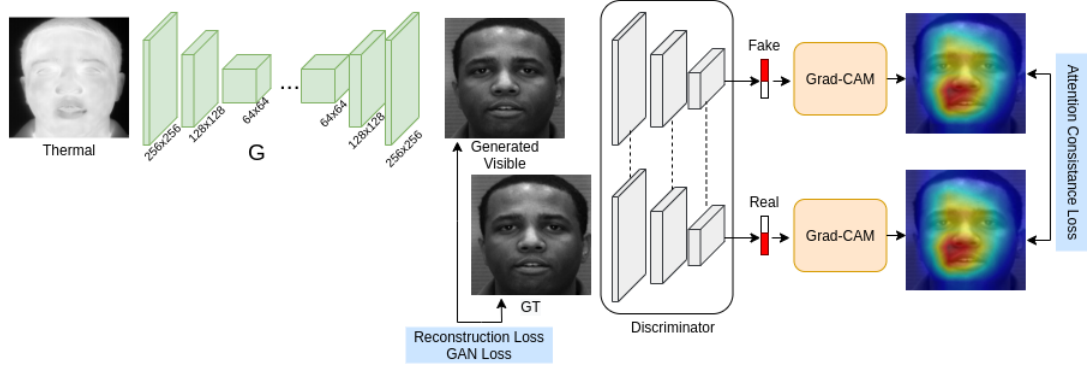 Thermal
256x256
128x128
64x64
G
...
64x64
128x128
256x256
Generated
Visible
GT
Reconstruction Loss
GAN Loss
Fake
Real
Discriminator
Grad-CAM
Grad-CAM
Attention Consistance Loss